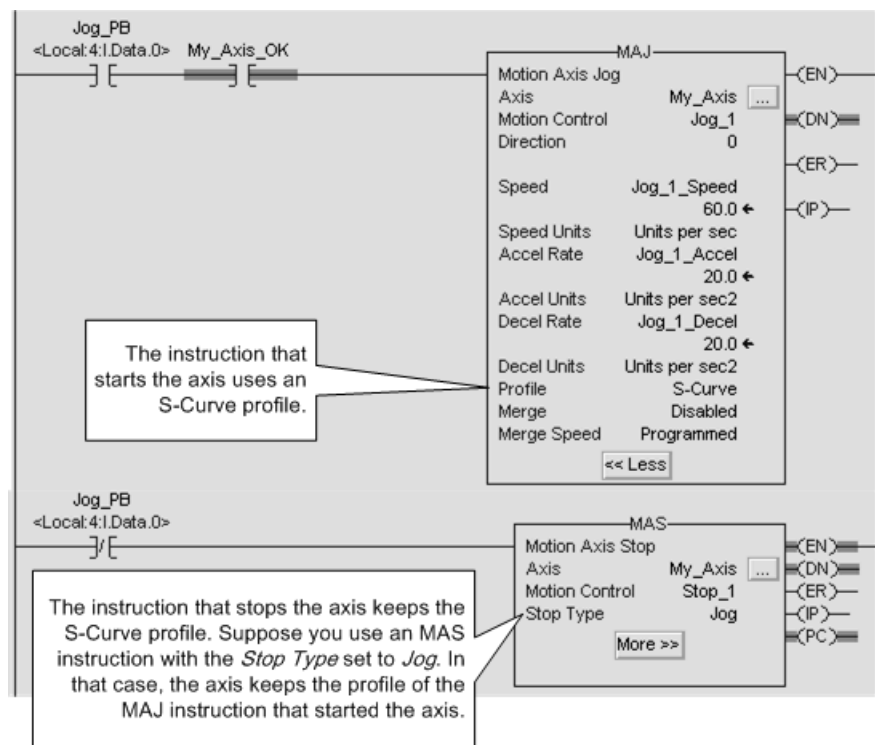 Jog_PB
<Local:4:I.Data.0> My_Axis_OK
MAJ
Motion Axis Jog
Axis My_Axis ...
Motion Control Jog_1
Direction 0
Speed Jog_1_Speed
60.0 ←
Speed Units Units per sec
Accel Rate Jog_1_Accel
20.0 ←
Accel Units Units per sec2
Decel Rate Jog_1_Decel
20.0 ←
Decel Units Units per sec2
Profile S-Curve
Merge Disabled
Merge Speed Programmed
<< Less
(EN)
(DN)
(ER)
(IP)
The instruction that
starts the axis uses an
S-Curve profile.
Jog_PB
<Local:4:I.Data.0>
MAS
Motion Axis Stop
Axis My_Axis ...
Motion Control Stop_1
Stop Type Jog
More >>
(EN)
(DN)
(ER)
(IP)
(PC)
The instruction that stops the axis keeps the
S-Curve profile. Suppose you use an MAS
instruction with the Stop Type set to Jog. In
that case, the axis keeps the profile of the
MAJ instruction that started the axis.